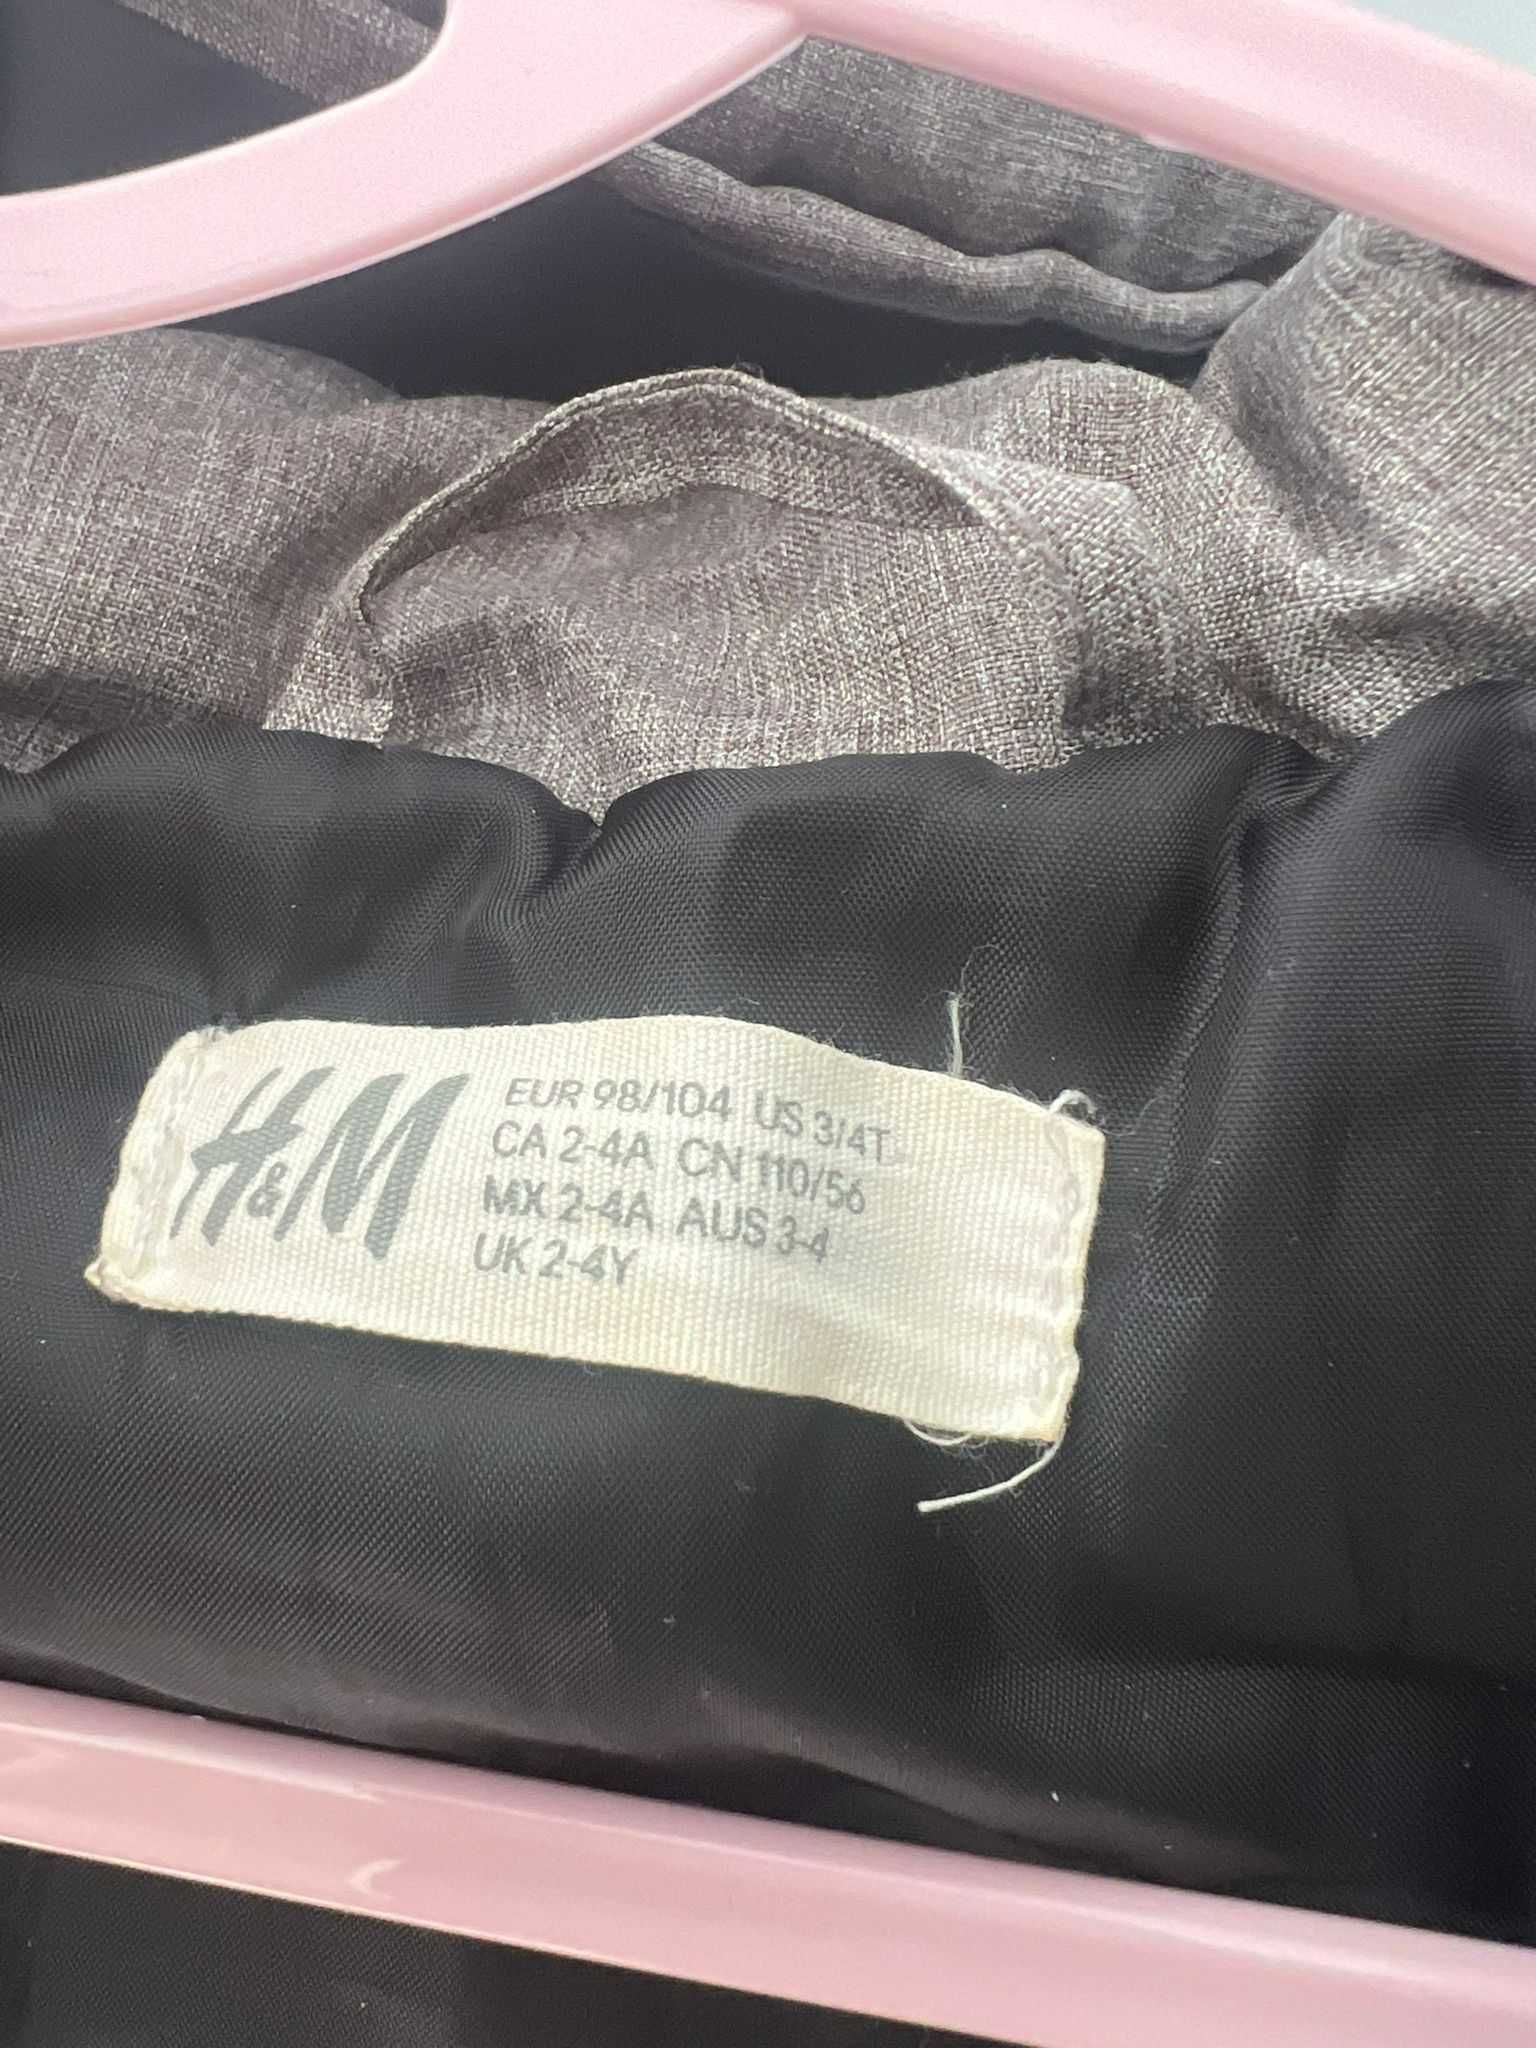 H&M
EUR 98/104 US 3/4T
CA 2-4A CN 110/56
MX 2-4A AUS 3-4
UK 2-4Y